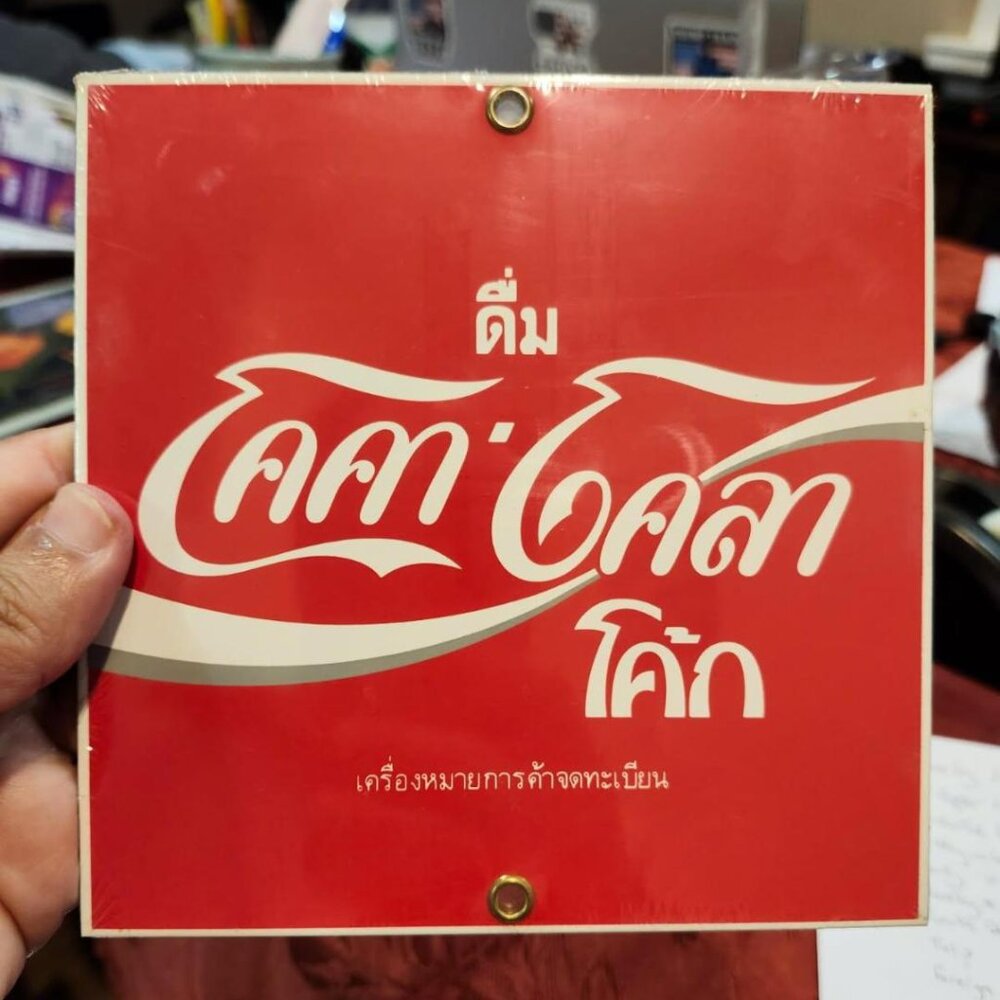 ดื่ม
โคคา·โคลา
โค้ก
เครื่องหมายการค้าจดทะเบียน